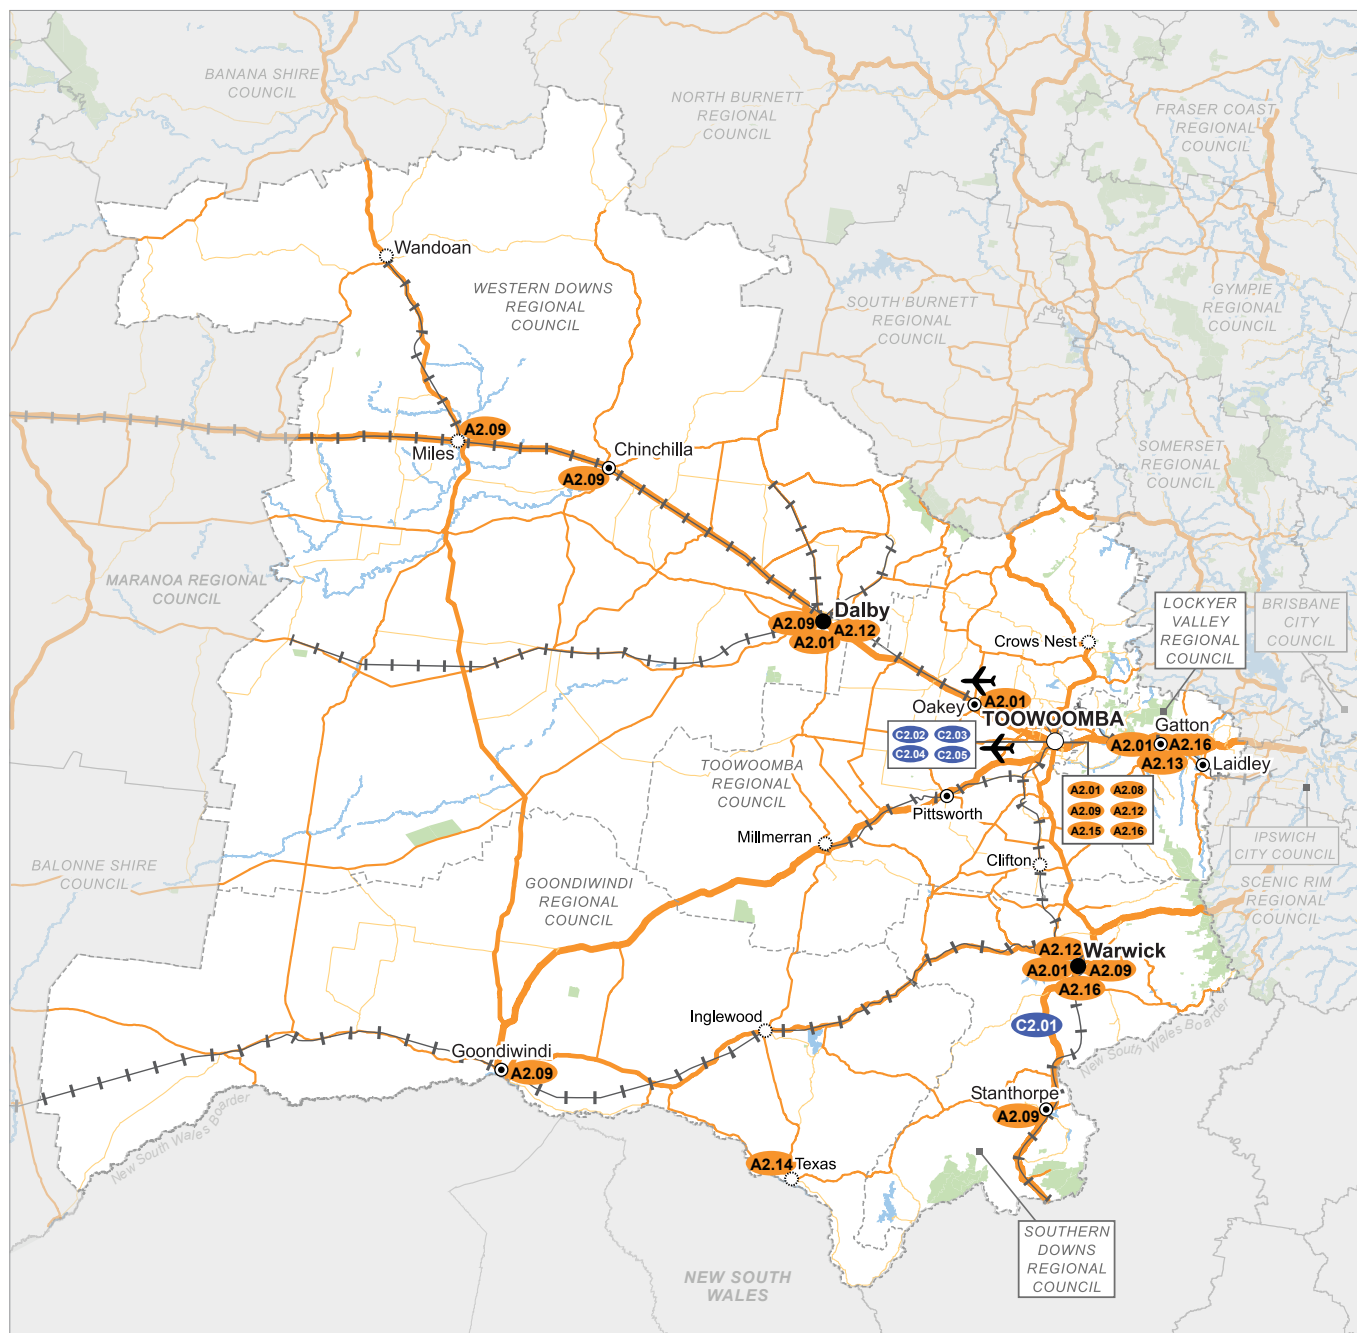 BANANA SHIRE
COUNCIL
NORTH BURNETT
REGIONAL
COUNCIL
FRASER COAST
REGIONAL
COUNCIL
Wandoan
WESTERN DOWNS
REGIONAL
COUNCIL
SOUTH BURNETT
REGIONAL
COUNCIL
GYMPIE
REGIONAL
COUNCIL
A2.09
Miles
Chinchilla
A2.09
SOMERSET
REGIONAL
COUNCIL
MARANOA REGIONAL
COUNCIL
Dalby
A2.09
A2.12
A2.01
Crows Nest
LOCKYER
VALLEY
REGIONAL
COUNCIL
BRISBANE
CITY
COUNCIL
Oakey
A2.01
TOOWOOMBA
C2.02
C2.03
C2.04
C2.05
Gatton
A2.01
A2.16
A2.13
Laidley
TOOWOOMBA
REGIONAL
COUNCIL
A2.01
A2.08
A2.09
A2.12
A2.15
A2.16
Pittsworth
Millmerran
Clifton
IPSWICH
CITY COUNCIL
BALONNE SHIRE
COUNCIL
GOONDIWINDI
REGIONAL
COUNCIL
SCENIC RIM
REGIONAL
COUNCIL
A2.12
Warwick
A2.01
A2.09
A2.16
C2.01
Inglewood
Goondiwindi
A2.09
New South Wales Boarder
New South Wales Boarder
Stanthorpe
A2.09
A2.14
Texas
SOUTHERN
DOWNS
REGIONAL
COUNCIL
NEW SOUTH
WALES